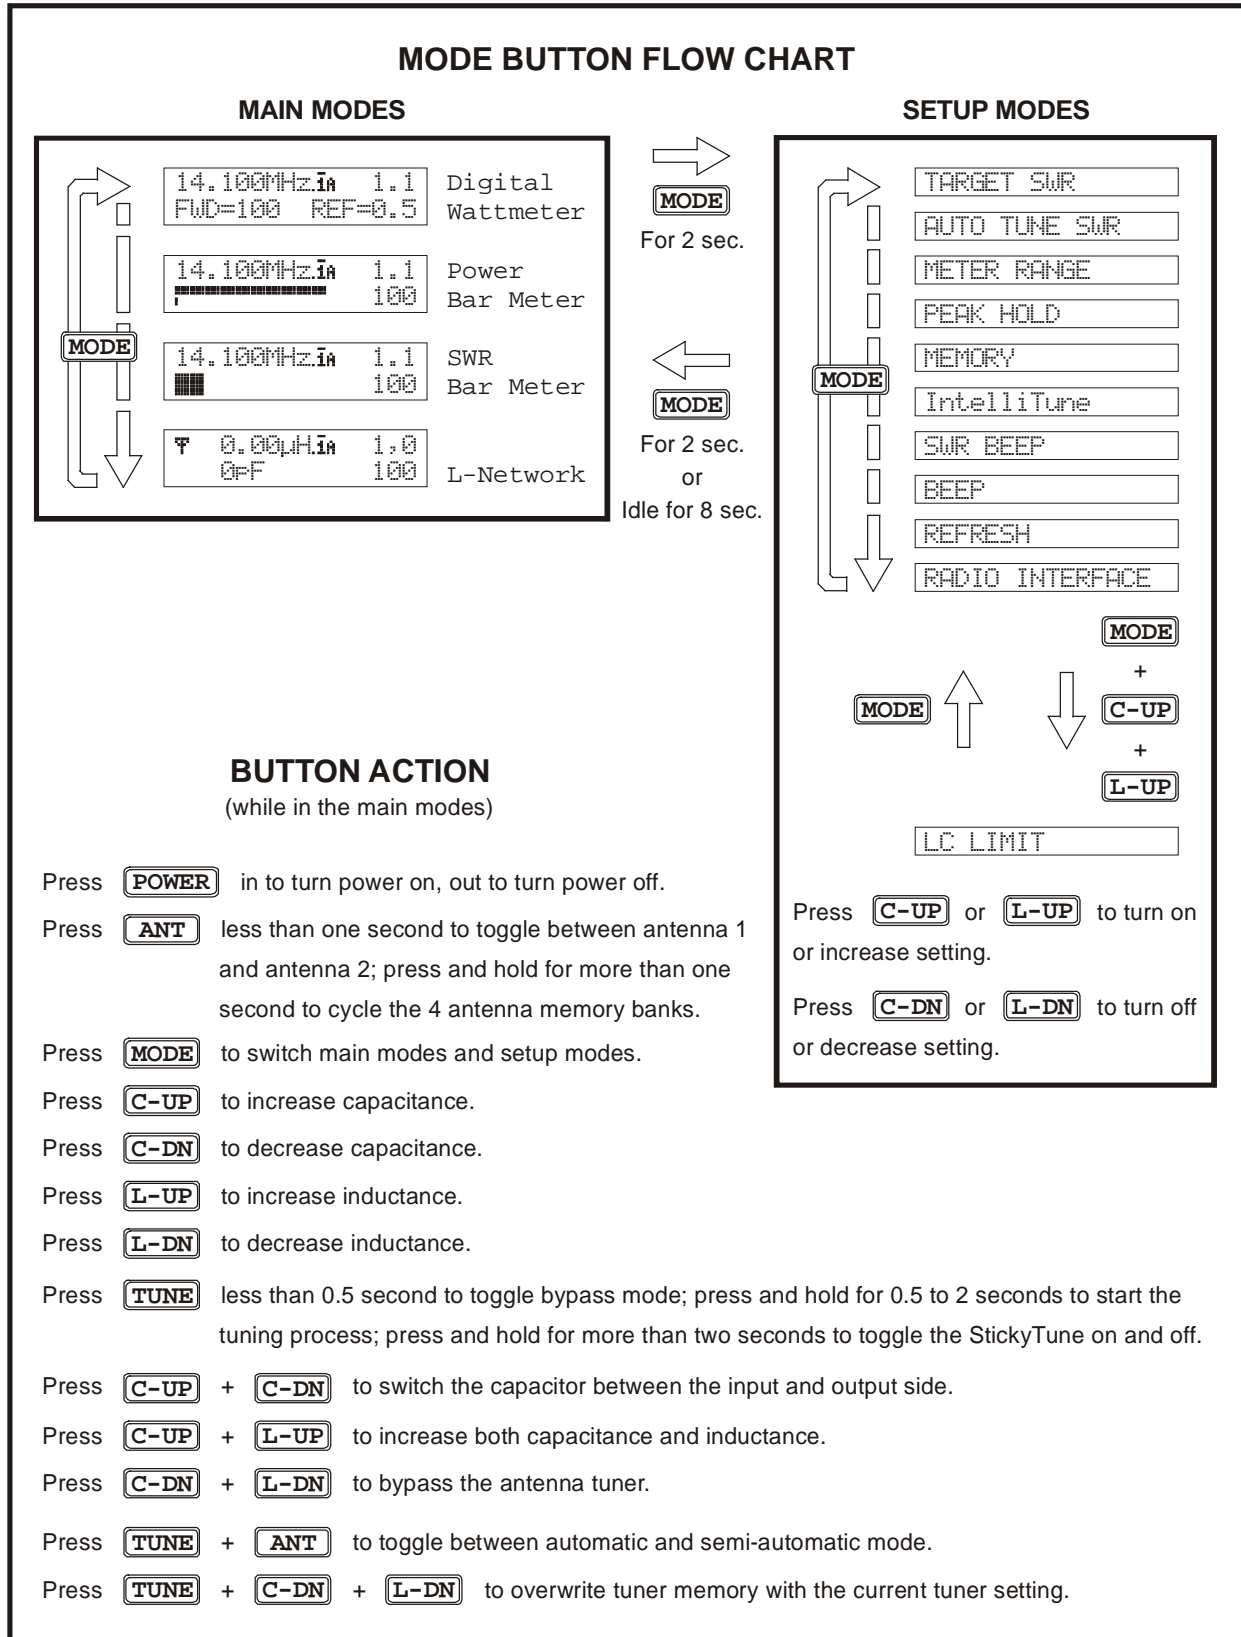 MODE BUTTON FLOW CHART
MAIN MODES
14.100MHz.iA 1.1
FWD=100 REF=0.5
Digital
Wattmeter
14.100MHz.iA 1.1
100
Power
Bar Meter
MODE
14.100MHz.iA 1.1
100
SWR
Bar Meter
0.00µH.iA 1,0
0pF 100
L-Network
MODE
For 2 sec.
MODE
For 2 sec.
or
Idle for 8 sec.
SETUP MODES
TARGET SWR
AUTO TUNE SWR
METER RANGE
PEAK HOLD
MEMORY
MODE
IntelliTune
SWR BEEP
BEEP
REFRESH
RADIO INTERFACE
MODE
+
MODE C-UP
+
L-UP
LC LIMIT
Press C-UP or L-UP to turn on
or increase setting.
Press C-DN or L-DN to turn off
or decrease setting.
BUTTON ACTION
(while in the main modes)
Press POWER in to turn power on, out to turn power off.
Press ANT less than one second to toggle between antenna 1
and antenna 2; press and hold for more than one
second to cycle the 4 antenna memory banks.
Press MODE to switch main modes and setup modes.
Press C-UP to increase capacitance.
Press C-DN to decrease capacitance.
Press L-UP to increase inductance.
Press L-DN to decrease inductance.
Press TUNE less than 0.5 second to toggle bypass mode; press and hold for 0.5 to 2 seconds to start the
tuning process; press and hold for more than two seconds to toggle the StickyTune on and off.
Press C-UP + C-DN to switch the capacitor between the input and output side.
Press C-UP + L-UP to increase both capacitance and inductance.
Press C-DN + L-DN to bypass the antenna tuner.
Press TUNE + ANT to toggle between automatic and semi-automatic mode.
Press TUNE + C-DN + L-DN to overwrite tuner memory with the current tuner setting.